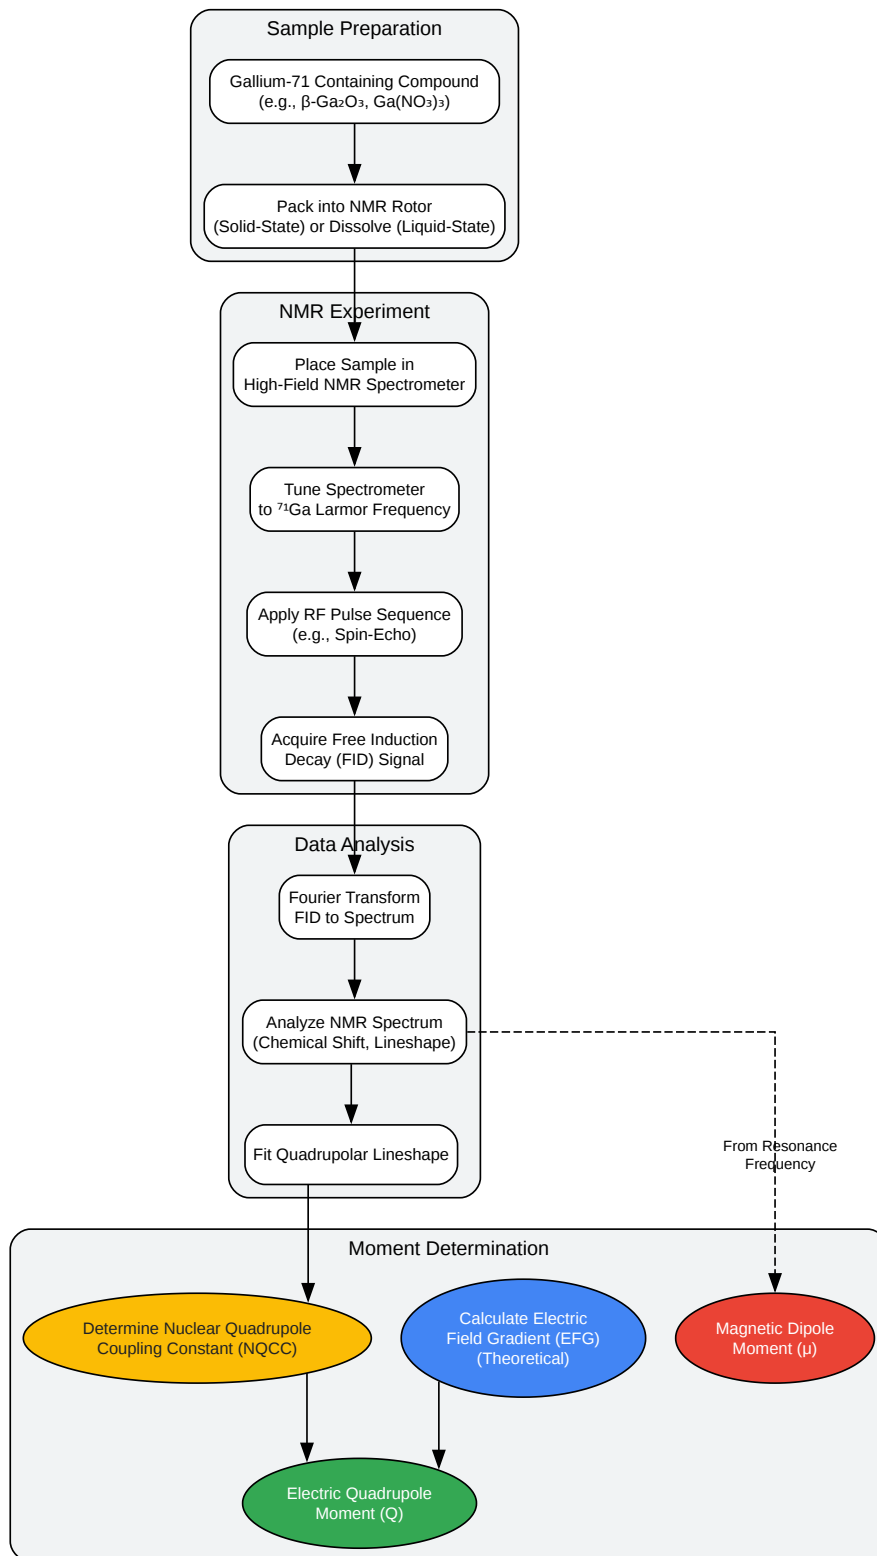 Sample Preparation
Gallium-71 Containing Compound
(e.g., β-Ga₂O₃, Ga(NO₃)₃)
Pack into NMR Rotor
(Solid-State) or Dissolve (Liquid-State)
NMR Experiment
Place Sample in
High-Field NMR Spectrometer
Tune Spectrometer
to ⁷¹Ga Larmor Frequency
Apply RF Pulse Sequence
(e.g., Spin-Echo)
Acquire Free Induction
Decay (FID) Signal
Data Analysis
Fourier Transform
FID to Spectrum
Analyze NMR Spectrum
(Chemical Shift, Lineshape)
Fit Quadrupolar Lineshape
From Resonance
Frequency
Moment Determination
Determine Nuclear Quadrupole
Coupling Constant (NQCC)
Calculate Electric
Field Gradient (EFG)
(Theoretical)
Magnetic Dipole
Moment (μ)
Electric Quadrupole
Moment (Q)